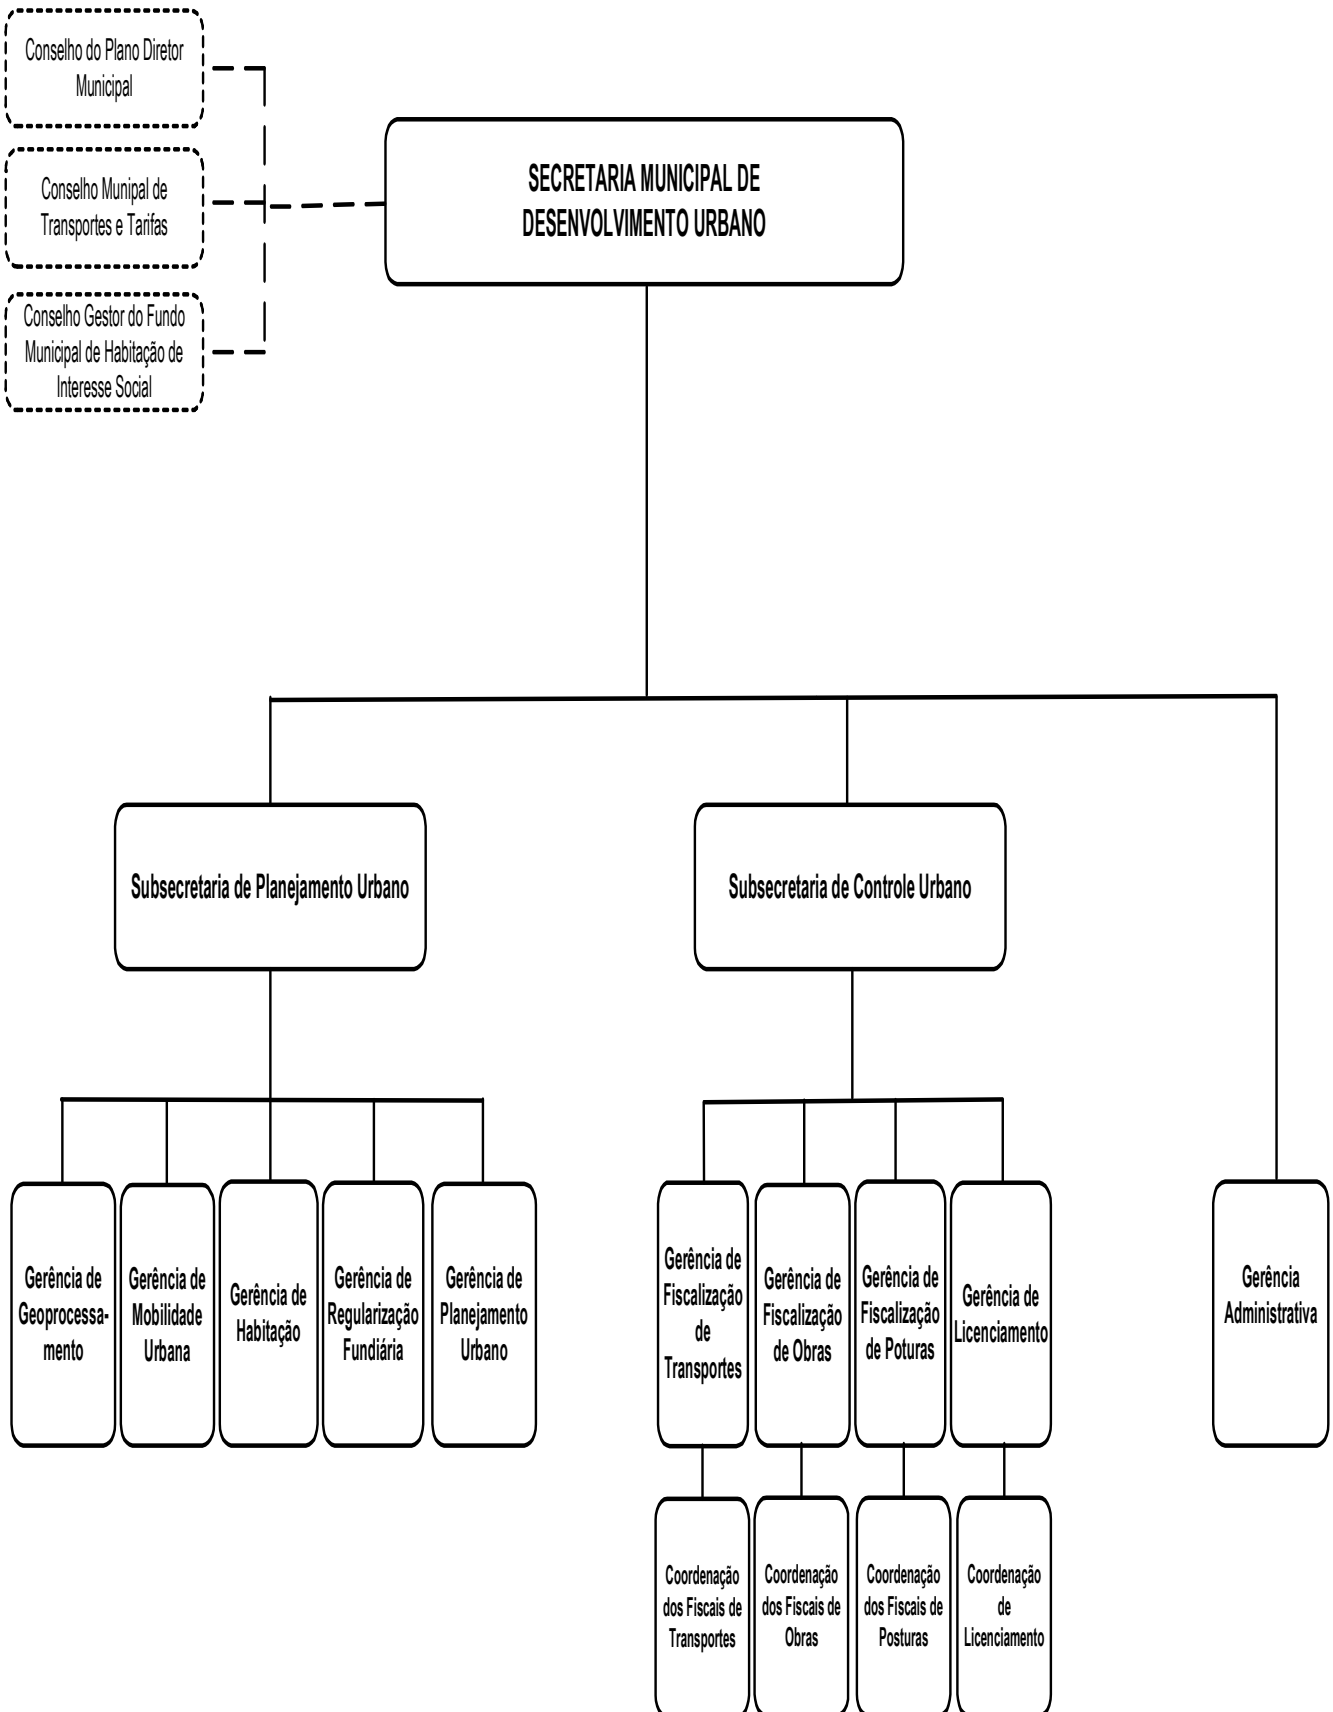 Conselho do Plano Diretor
Municipal
Conselho Munipal de
Transportes e Tarifas
Conselho Gestor do Fundo
Municipal de Habitação de
Interesse Social
SECRETARIA MUNICIPAL DE
DESENVOLVIMENTO URBANO
Subsecretaria de Planejamento Urbano
Subsecretaria de Controle Urbano
Gerência de
Geoprocessa-
mento
Gerência de
Mobilidade
Urbana
Gerência de
Habitação
Gerência de
Regularização
Fundiária
Gerência de
Planejamento
Urbano
Gerência de
Fiscalização
de
Transportes
Gerência de
Fiscalização
de Obras
Gerência de
Fiscalização
de Poturas
Gerência de
Licenciamento
Gerência
Administrativa
Coordenação
dos Fiscais de
Transportes
Coordenação
dos Fiscais de
Obras
Coordenação
dos Fiscais de
Posturas
Coordenação
de
Licenciamento